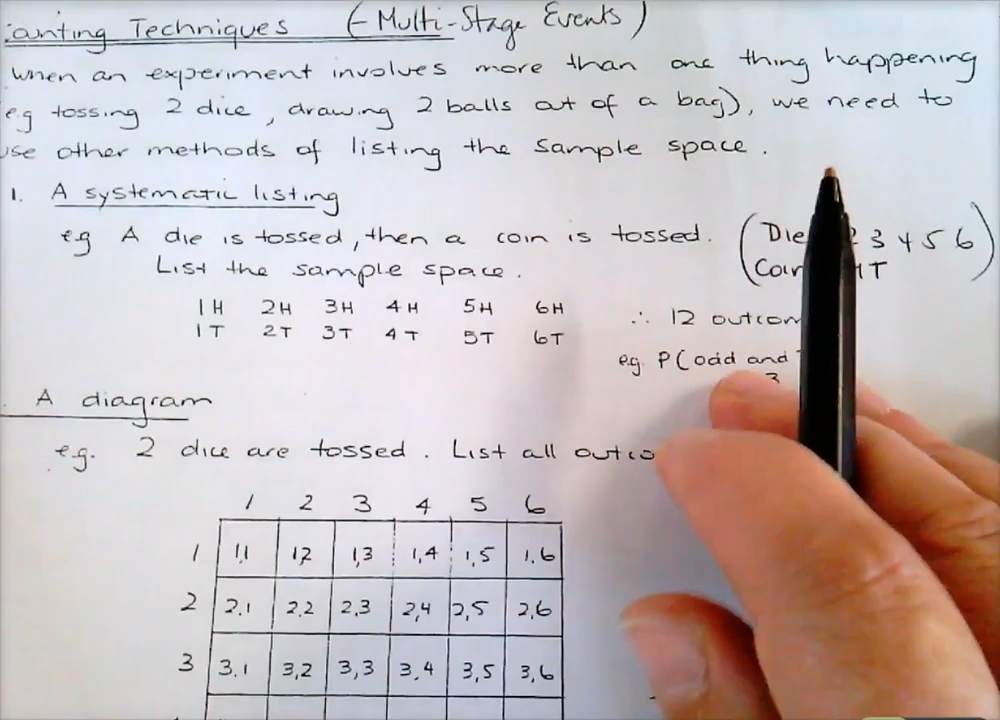 Counting Techniques (- Multi-Stage Events)
When an experiment involves more than one thing happening
e.g tossing 2 dice, drawing 2 balls out of a bag), we need to
use other methods of listing the sample space.
1. A systematic listing
eg A die is tossed, then a coin is tossed. (Die 2 3 4 5 6)
List the sample space. (Coin H T)
1H 2H 3H 4H 5H 6H ∴ 12 outcom
1T 2T 3T 4T 5T 6T
e.g. P(odd and
3
A diagram
e.g. 2 dice are tossed. List all outco
1 2 3 4 5 6
1 1,1 1,2 1,3 1,4 1,5 1,6
2 2,1 2,2 2,3 2,4 2,5 2,6
3 3,1 3,2 3,3 3,4 3,5 3,6